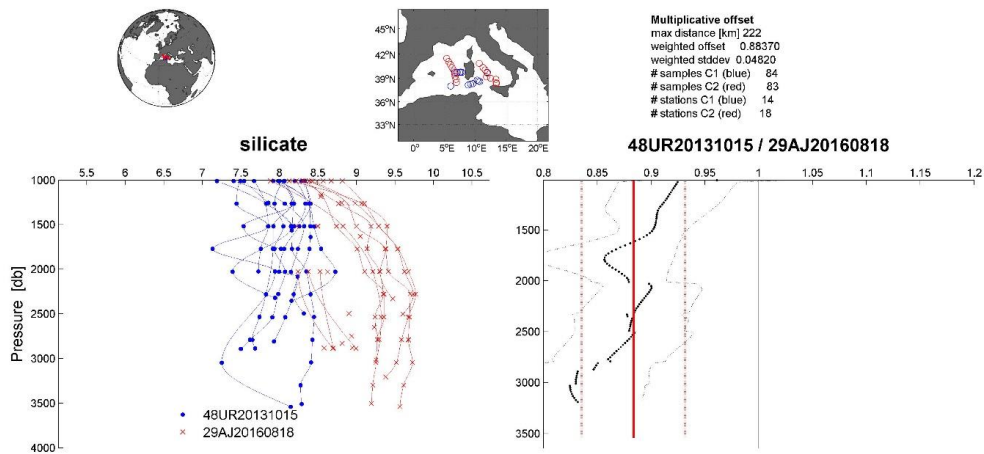 Multiplicative offset
max distance [km] 222
weighted offset 0.88370
weighted stddev 0.04820
# samples C1 (blue) 84
# samples C2 (red) 83
# stations C1 (blue) 14
# stations C2 (red) 18
45°N
42°N
39°N
36°N
33°N
0° 5°E 10°E 15°E 20°E
silicate
5.5 6 6.5 7 7.5 8 8.5 9 9.5 10 10.5
1000
1500
2000
2500
3000
3500
4000
Pressure [db]
48UR20131015
29AJ20160818
48UR20131015 / 29AJ20160818
0.8 0.85 0.9 0.95 1 1.05 1.1 1.15 1.2
1500
2000
2500
3000
3500